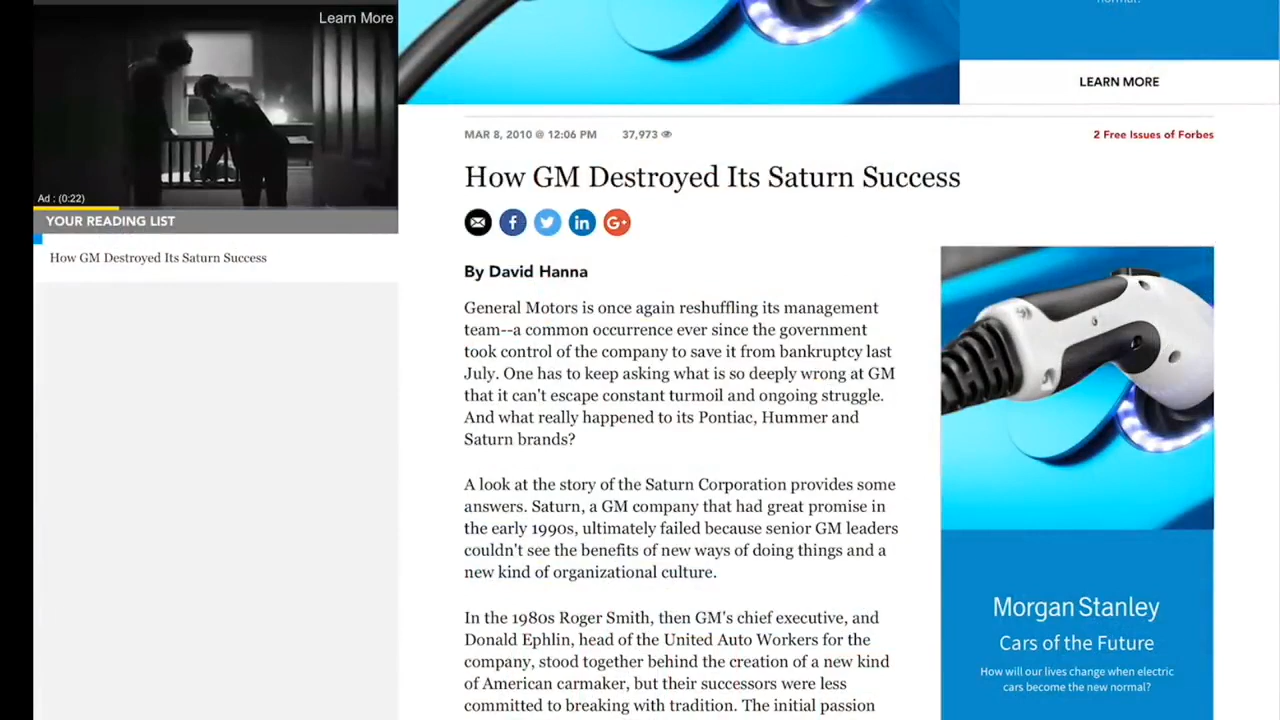 Learn More
Ad : (0:22)
YOUR READING LIST
How GM Destroyed Its Saturn Success
LEARN MORE
MAR 8, 2010 @ 12:06 PM 37,973
2 Free Issues of Forbes
How GM Destroyed Its Saturn Success
By David Hanna
General Motors is once again reshuffling its management
team--a common occurrence ever since the government
took control of the company to save it from bankruptcy last
July. One has to keep asking what is so deeply wrong at GM
that it can't escape constant turmoil and ongoing struggle.
And what really happened to its Pontiac, Hummer and
Saturn brands?
A look at the story of the Saturn Corporation provides some
answers. Saturn, a GM company that had great promise in
the early 1990s, ultimately failed because senior GM leaders
couldn't see the benefits of new ways of doing things and a
new kind of organizational culture.
In the 1980s Roger Smith, then GM's chief executive, and
Donald Ephlin, head of the United Auto Workers for the
company, stood together behind the creation of a new kind
of American carmaker, but their successors were less
committed to breaking with tradition. The initial passion
Morgan Stanley
Cars of the Future
How will our lives change when electric
cars become the new normal?